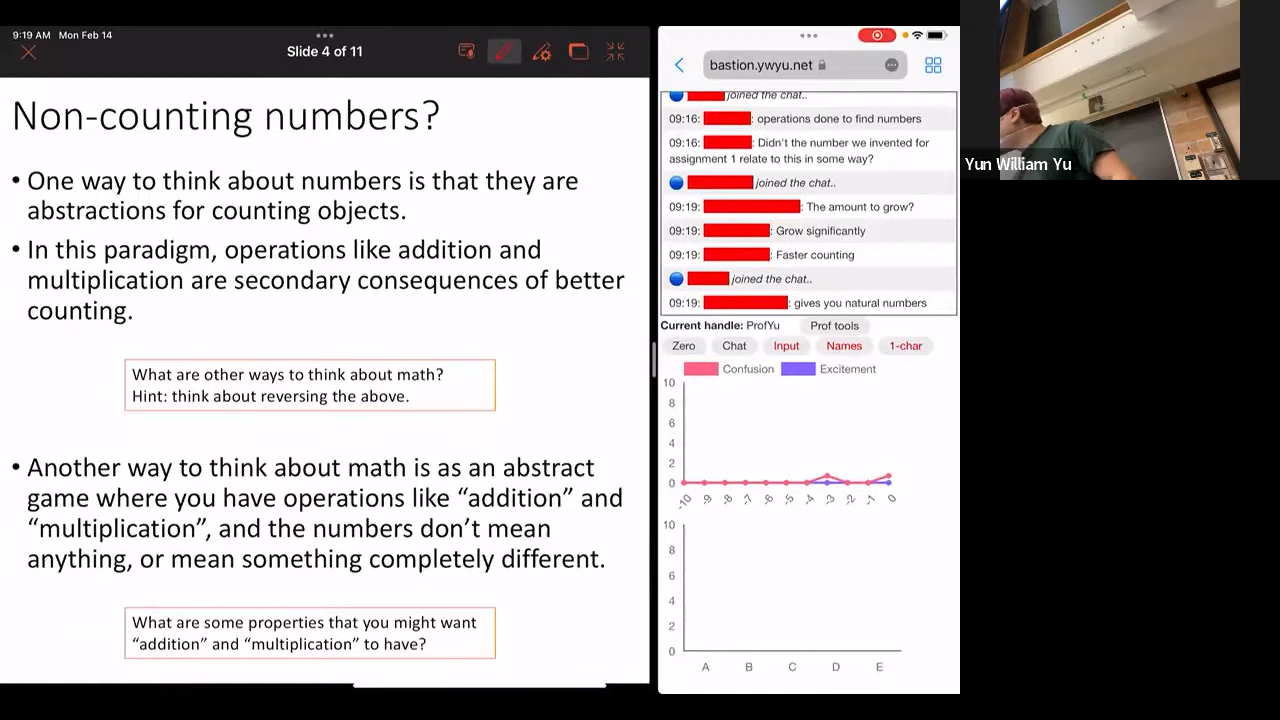 9:19 AM Mon Feb 14
Slide 4 of 11
Non-counting numbers?
• One way to think about numbers is that they are
abstractions for counting objects.
• In this paradigm, operations like addition and
multiplication are secondary consequences of better
counting.
What are other ways to think about math?
Hint: think about reversing the above.
• Another way to think about math is as an abstract
game where you have operations like “addition” and
“multiplication”, and the numbers don’t mean
anything, or mean something completely different.
What are some properties that you might want
“addition” and “multiplication” to have?
bastion.ywyu.net
joined the chat..
09:16: : operations done to find numbers
09:16: : Didn't the number we invented for
assignment 1 relate to this in some way?
joined the chat..
09:19: : The amount to grow?
09:19: : Grow significantly
09:19: : Faster counting
joined the chat..
09:19: : gives you natural numbers
Current handle: ProfYu Prof tools
Zero Chat Input Names 1-char
Confusion Excitement
10
8
6
4
2
0
-10 -9 -8 -7 -6 -5 -4 -3 -2 -1 0
10
8
6
4
2
0
A B C D E
Yun William Yu